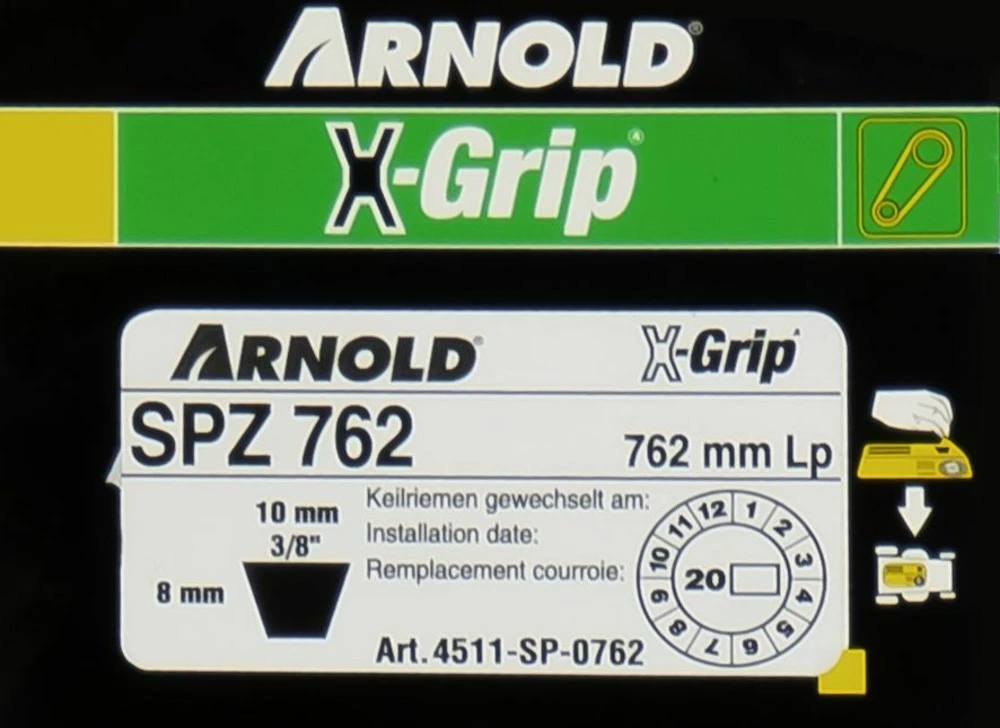 ARNOLD®
X-Grip®
ARNOLD® X-Grip
SPZ 762 762 mm Lp
10 mm
3/8"
8 mm
Keilriemen gewechselt am:
Installation date:
Remplacement courroie:
1 2 3 4 5 6 7 8 9 10 11 12
20
Art. 4511-SP-0762